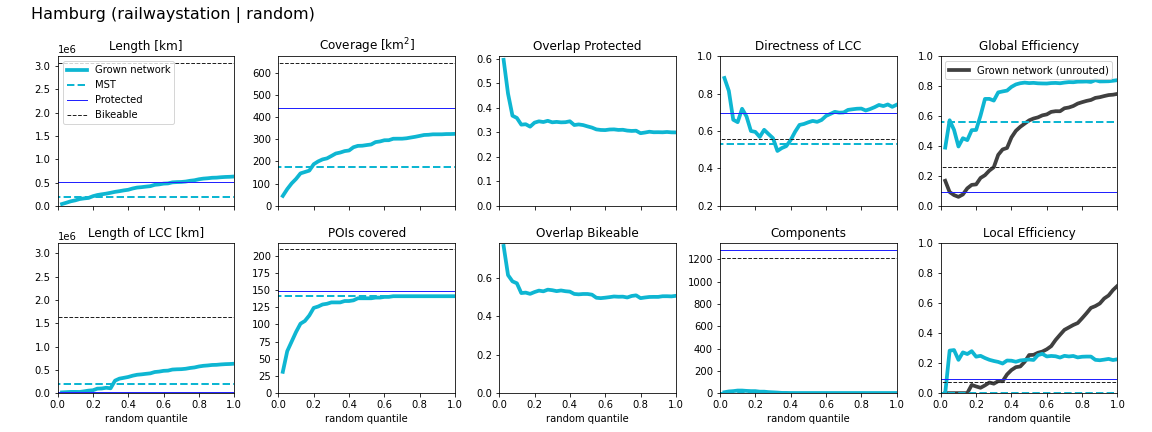 Hamburg (railwaystation | random)
Length [km]
1e6
3.0
2.5
2.0
1.5
1.0
0.5
0.0
Grown network
MST
Protected
Bikeable
Coverage [km²]
600
500
400
300
200
100
0
Overlap Protected
0.6
0.5
0.4
0.3
0.2
0.1
0.0
Directness of LCC
1.0
0.8
0.6
0.4
0.2
Global Efficiency
1.0
0.8
0.6
0.4
0.2
0.0
Grown network (unrouted)
Length of LCC [km]
1e6
3.0
2.5
2.0
1.5
1.0
0.5
0.0
0.0 0.2 0.4 0.6 0.8 1.0
random quantile
POIs covered
200
175
150
125
100
75
50
25
0
0.0 0.2 0.4 0.6 0.8 1.0
random quantile
Overlap Bikeable
0.6
0.4
0.2
0.0
0.0 0.2 0.4 0.6 0.8 1.0
random quantile
Components
1200
1000
800
600
400
200
0
0.0 0.2 0.4 0.6 0.8 1.0
random quantile
Local Efficiency
1.0
0.8
0.6
0.4
0.2
0.0
0.0 0.2 0.4 0.6 0.8 1.0
random quantile